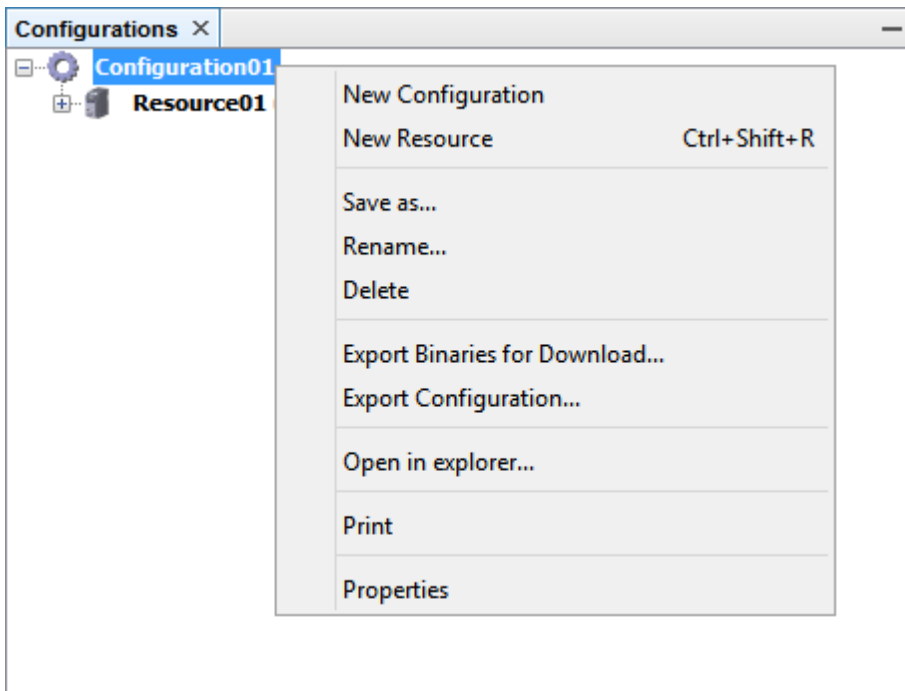 Configurations
Configuration01
Resource01
New Configuration
New Resource Ctrl+Shift+R
Save as...
Rename...
Delete
Export Binaries for Download...
Export Configuration...
Open in explorer...
Print
Properties